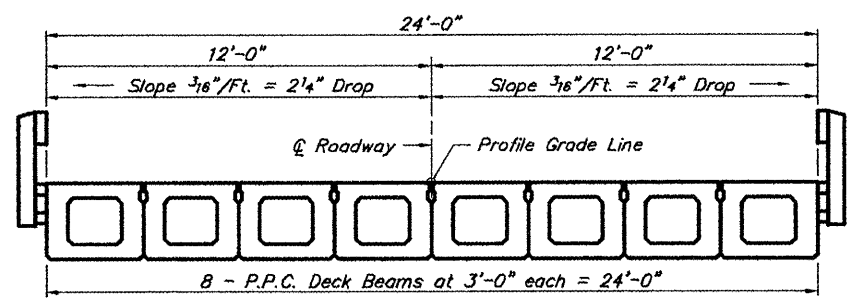 24'-0"
12'-0" 12'-0"
Slope 3/16"/Ft. = 2 1/4" Drop Slope 3/16"/Ft. = 2 1/4" Drop
℄ Roadway Profile Grade Line
8 - P.P.C. Deck Beams at 3'-0" each = 24'-0"